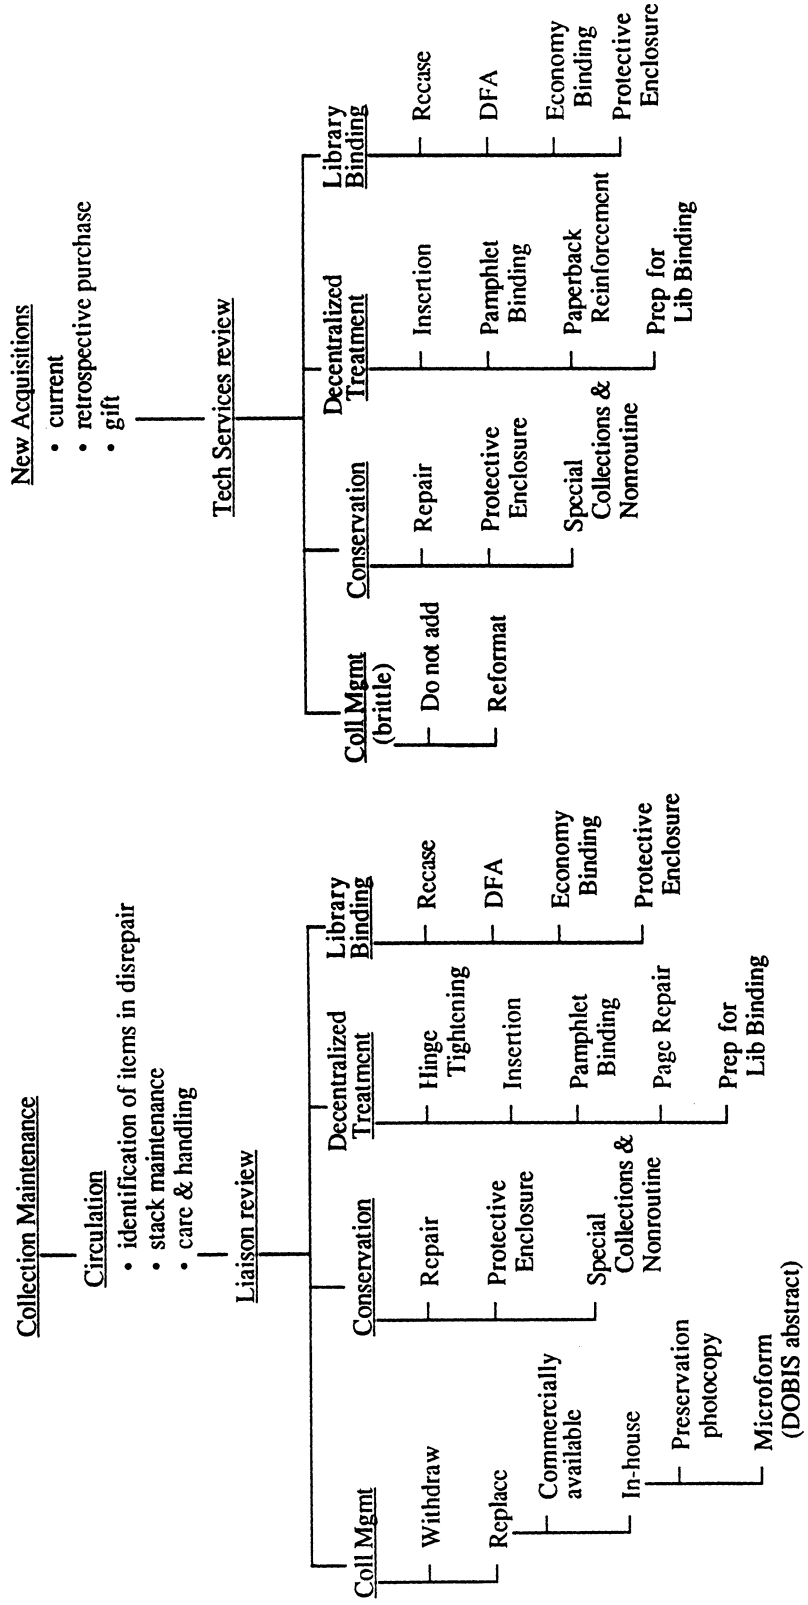 Collection Maintenance
Circulation
• identification of items in disrepair
• stack maintenance
• care & handling
Liaison review
Coll Mgmt
Withdraw
Replace
Commercially
available
In-house
Preservation
photocopy
Microform
(DOBIS abstract)
Conservation
Repair
Protective
Enclosure
Special
Collections &
Nonroutine
Decentralized
Treatment
Hinge
Tightening
Insertion
Pamphlet
Binding
Page Repair
Prep for
Lib Binding
Library
Binding
Recase
DFA
Economy
Binding
Protective
Enclosure
New Acquisitions
• current
• retrospective purchase
• gift
Tech Services review
Coll Mgmt
(brittle)
Do not add
Reformat
Conservation
Repair
Protective
Enclosure
Special
Collections &
Nonroutine
Decentralized
Treatment
Insertion
Pamphlet
Binding
Paperback
Reinforcement
Prep for
Lib Binding
Library
Binding
Recase
DFA
Economy
Binding
Protective
Enclosure